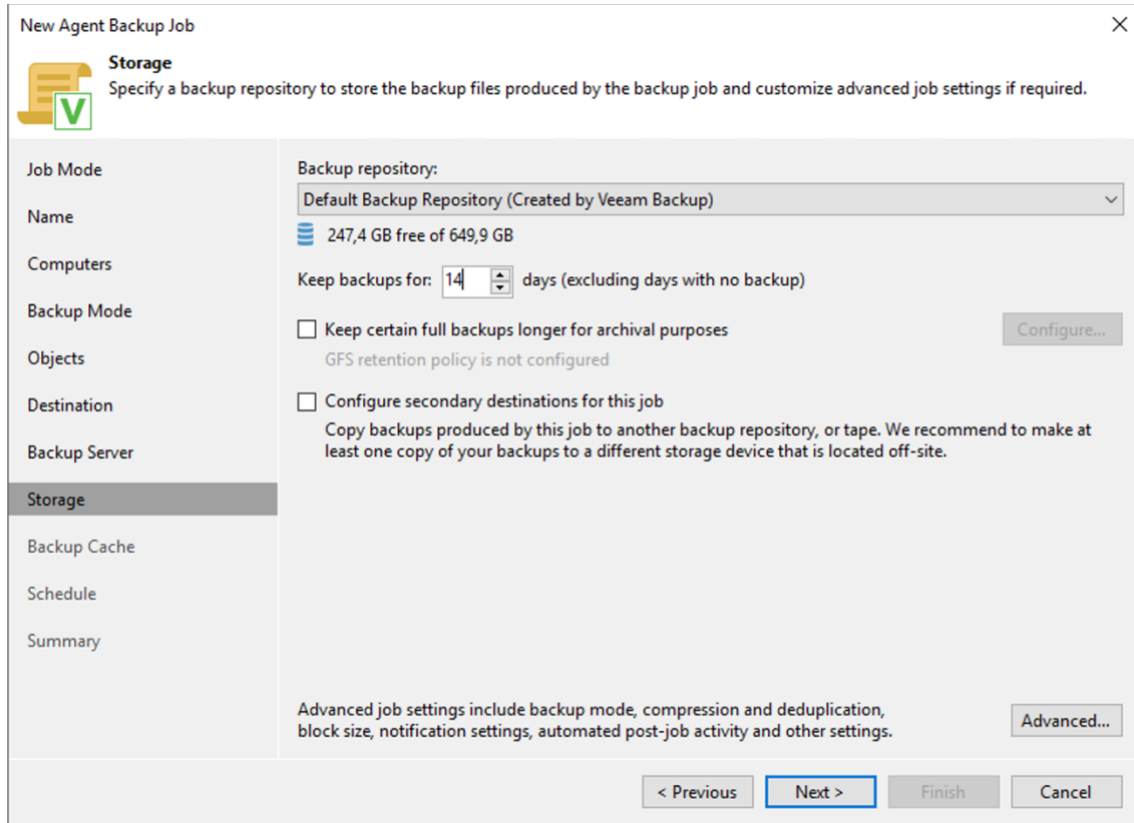 New Agent Backup Job
Storage
Specify a backup repository to store the backup files produced by the backup job and customize advanced job settings if required.
V
Job Mode
Name
Computers
Backup Mode
Objects
Destination
Backup Server
Storage
Backup Cache
Schedule
Summary
Backup repository:
Default Backup Repository (Created by Veeam Backup)
247,4 GB free of 649,9 GB
Keep backups for: 14 days (excluding days with no backup)
Keep certain full backups longer for archival purposes
Configure...
GFS retention policy is not configured
Configure secondary destinations for this job
Copy backups produced by this job to another backup repository, or tape. We recommend to make at
least one copy of your backups to a different storage device that is located off-site.
Advanced job settings include backup mode, compression and deduplication,
block size, notification settings, automated post-job activity and other settings.
Advanced...
< Previous
Next >
Finish
Cancel